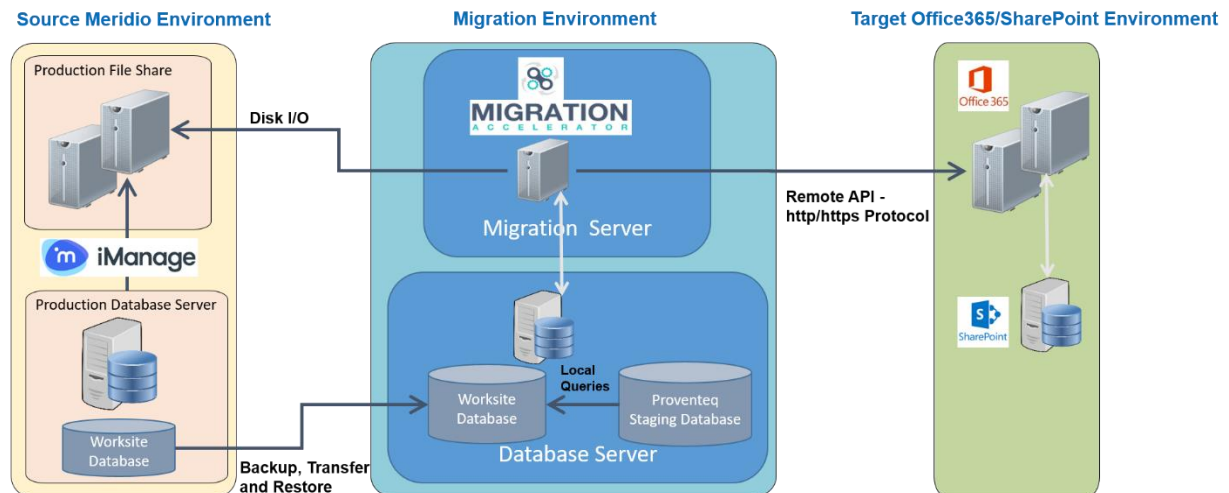 Source Meridio Environment
Migration Environment
Target Office365/SharePoint Environment
Production File Share
Disk I/O
MIGRATION
ACCELERATOR
Office 365
Remote API -
http/https Protocol
Migration Server
iManage
Production Database Server
SharePoint
Local
Queries
Worksite
Database
Proventeq
Staging Database
Worksite
Database
Database Server
Backup, Transfer
and Restore